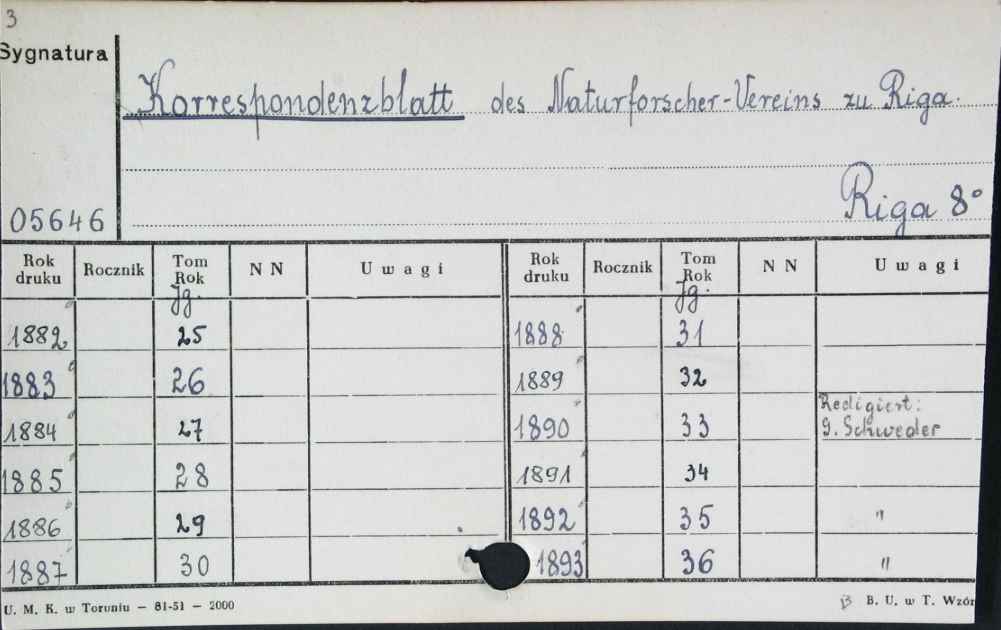 3
Sygnatura
Korrespondenzblatt des Naturforscher-Vereins zu Riga.
Riga 8°
05646
Rok druku Rocznik Tom Rok Jg. N N Uwagi Rok druku Rocznik Tom Rok Jg. N N Uwagi
1882 25 1888 31
1883 26 1889 32
1884 27 1890 33 Redigiert: G. Schweder
1885 28 1891 34
1886 29 1892 35 "
1887 30 1893 36 "
U. M. K. w Toruniu — 81-51 — 2000
B. U. w T. Wzór